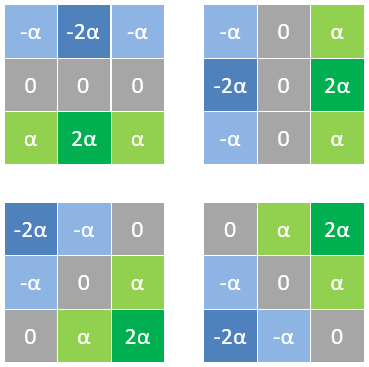 -α -2α -α -α 0 α
0 0 0 -2α 0 2α
α 2α α -α 0 α
-2α -α 0 0 α 2α
-α 0 α -α 0 α
0 α 2α -2α -α 0